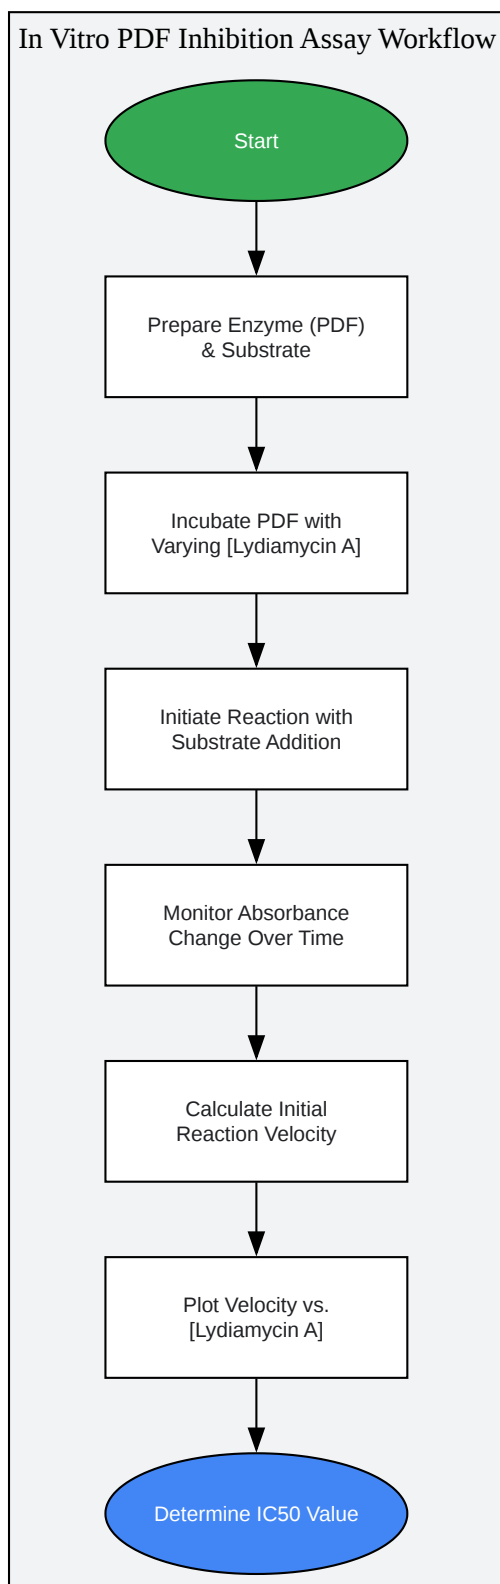 In Vitro PDF Inhibition Assay Workflow
Start
Prepare Enzyme (PDF)
& Substrate
Incubate PDF with
Varying [Lydiamycin A]
Initiate Reaction with
Substrate Addition
Monitor Absorbance
Change Over Time
Calculate Initial
Reaction Velocity
Plot Velocity vs.
[Lydiamycin A]
Determine IC50 Value